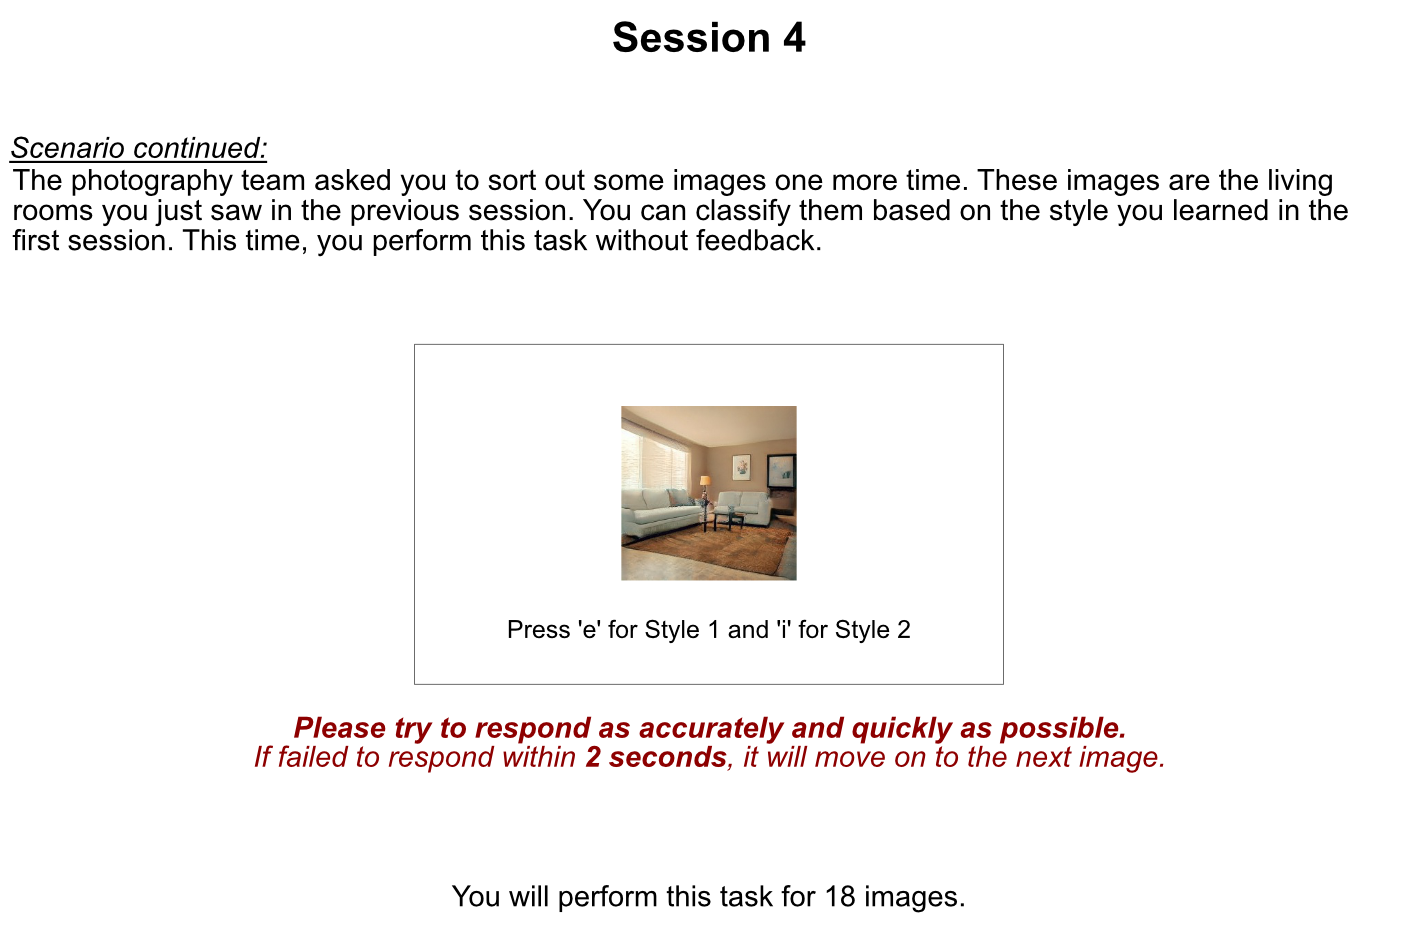 Session 4
Scenario continued:
The photography team asked you to sort out some images one more time. These images are the living
rooms you just saw in the previous session. You can classify them based on the style you learned in the
first session. This time, you perform this task without feedback.
Press 'e' for Style 1 and 'i' for Style 2
Please try to respond as accurately and quickly as possible.
If failed to respond within 2 seconds, it will move on to the next image.
You will perform this task for 18 images.